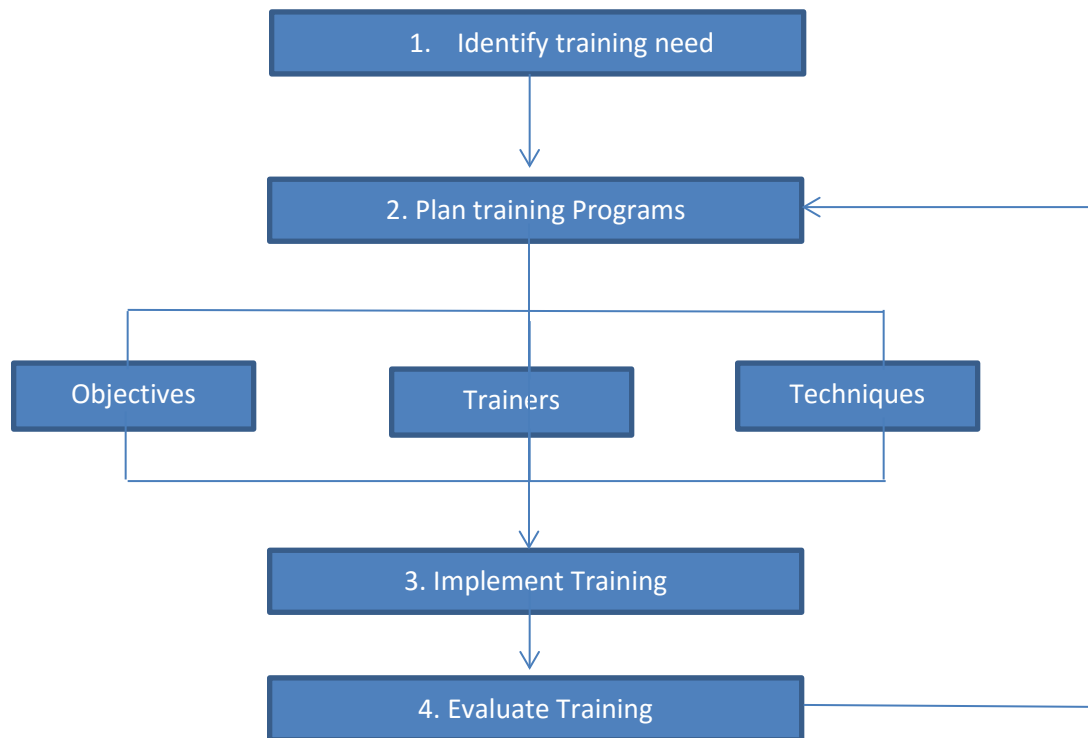 1. Identify training need
2. Plan training Programs
Objectives
Trainers
Techniques
3. Implement Training
4. Evaluate Training